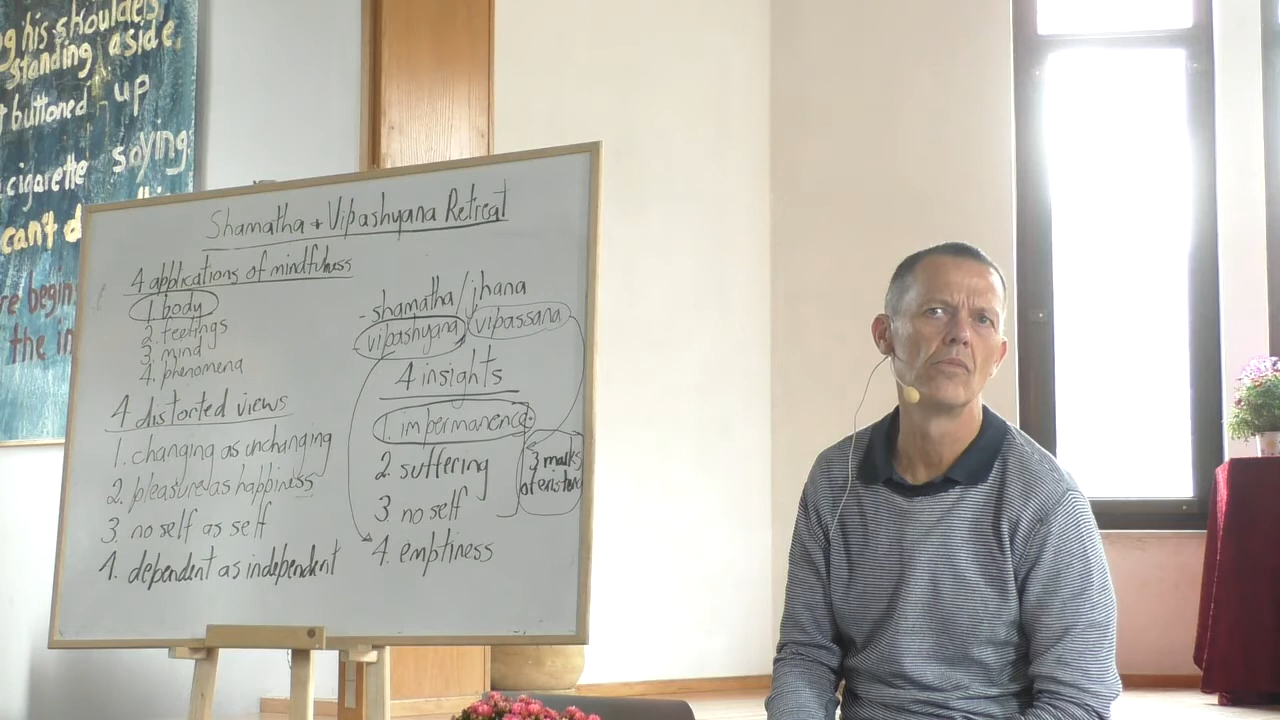 g his shoulders,
standing aside,
t buttoned up
cigarette saying
can't d
re begin
the in
Shamatha + Vipashyana Retreat
4 applications of mindfulness
1. body
2. feelings
3. mind
4. phenomena
4 distorted views
1. changing as unchanging
2. pleasure as happiness
3. no self as self
4. dependent as independent
- shamatha/jhana
vipashyana vipassana
4 insights
1. impermanence
2. suffering
3. no self
4. emptiness
3 marks
of existence